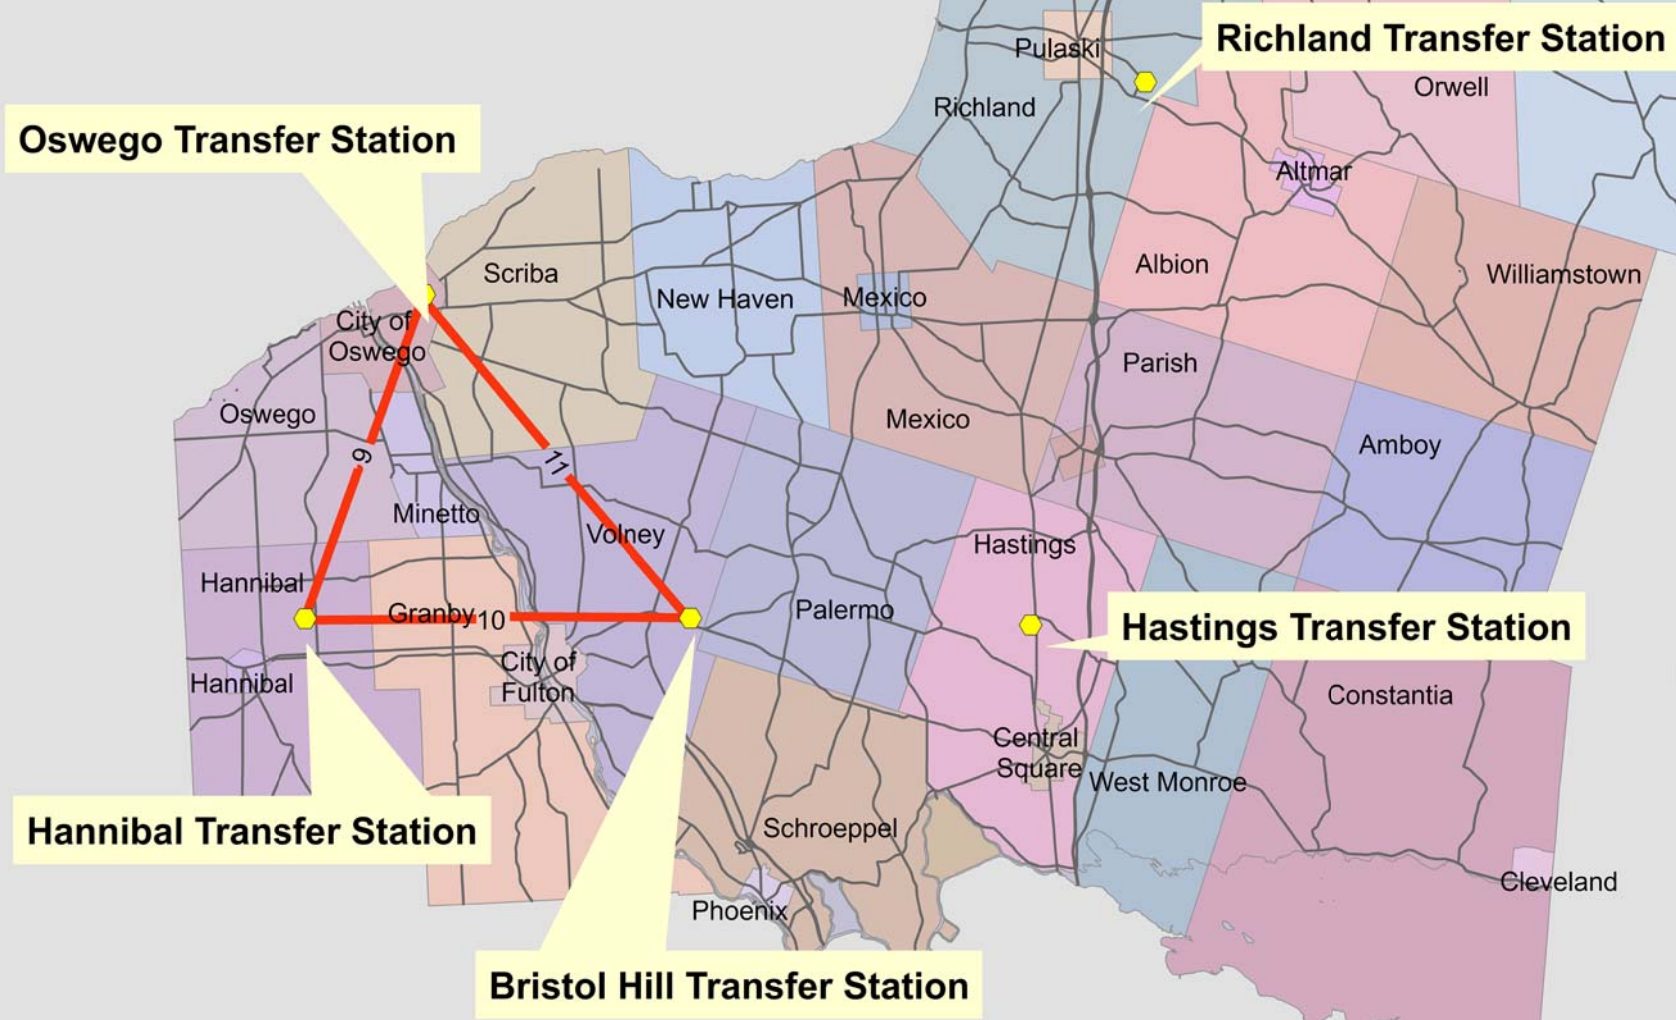 Richland Transfer Station
Pulaski
Orwell
Richland
Oswego Transfer Station
Altmar
Albion
Scriba
Williamstown
New Haven
Mexico
City of
Oswego
Parish
Oswego
Mexico
Amboy
9
11
Minetto
Volney
Hastings
Hannibal
Granby
10
Palermo
Hastings Transfer Station
City of
Fulton
Hannibal
Constantia
Central
Square
West Monroe
Hannibal Transfer Station
Schroeppel
Cleveland
Phoenix
Bristol Hill Transfer Station